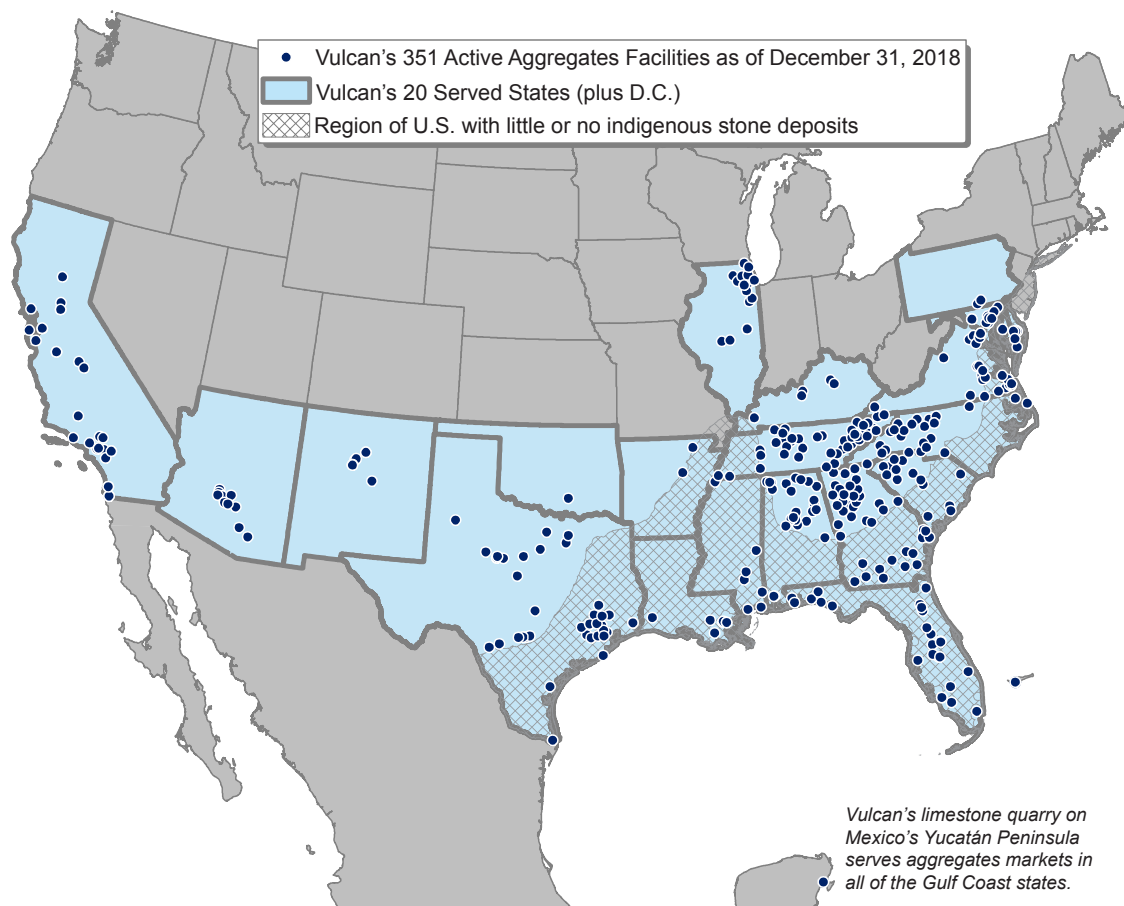 Vulcan's 351 Active Aggregates Facilities as of December 31, 2018
Vulcan's 20 Served States (plus D.C.)
Region of U.S. with little or no indigenous stone deposits
Vulcan's limestone quarry on
Mexico's Yucatán Peninsula
serves aggregates markets in
all of the Gulf Coast states.